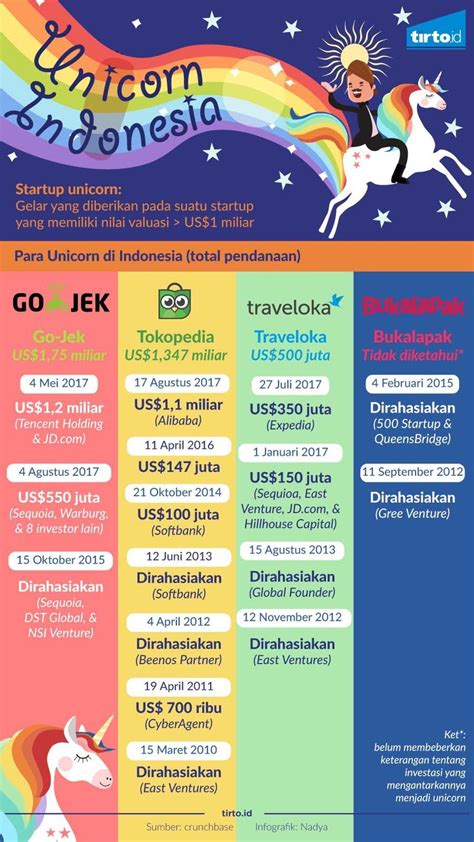 tirto.id
Unicorn
Indonesia
Startup unicorn:
Gelar yang diberikan pada suatu startup
yang memiliki nilai valuasi > US$1 miliar
Para Unicorn di Indonesia (total pendanaan)
GO JEK
Go-Jek
US$1,75 miliar
4 Mei 2017
US$1,2 miliar
(Tencent Holding
& JD.com)
4 Agustus 2017
US$550 juta
(Sequoia, Warburg,
& 8 investor lain)
15 Oktober 2015
Dirahasiakan
(Sequoia,
DST Global, &
NSI Venture)
Tokopedia
US$1,347 miliar
17 Agustus 2017
US$1,1 miliar
(Alibaba)
11 April 2016
US$147 juta
21 Oktober 2014
US$100 juta
(Softbank)
12 Juni 2013
Dirahasiakan
(Softbank)
4 April 2012
Dirahasiakan
(Beenos Partner)
19 April 2011
US$ 700 ribu
(CyberAgent)
15 Maret 2010
Dirahasiakan
(East Ventures)
traveloka
Traveloka
US$500 juta
27 Juli 2017
US$350 juta
(Expedia)
1 Januari 2017
US$150 juta
(Sequioa, East
Venture, JD.com, &
Hillhouse Capital)
15 Agustus 2013
Dirahasiakan
(Global Founder)
12 November 2012
Dirahasiakan
(East Ventures)
BukaLapak
Bukalapak
Tidak diketahui*
4 Februari 2015
Dirahasiakan
(500 Startup &
QueensBridge)
11 September 2012
Dirahasiakan
(Gree Venture)
Ket*:
belum membeberkan
keterangan tentang
investasi yang
mengantarkannya
menjadi unicorn
tirto.id
Sumber: crunchbase
Infografik: Nadya